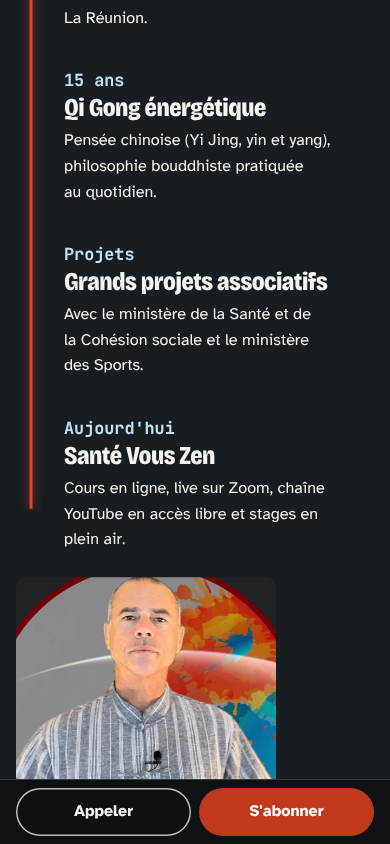 La Réunion.
15 ans
Qi Gong énergétique
Pensée chinoise (Yi Jing, yin et yang),
philosophie bouddhiste pratiquée
au quotidien.
Projets
Grands projets associatifs
Avec le ministère de la Santé et de
la Cohésion sociale et le ministère
des Sports.
Aujourd'hui
Santé Vous Zen
Cours en ligne, live sur Zoom, chaîne
YouTube en accès libre et stages en
plein air.
Appeler
S'abonner